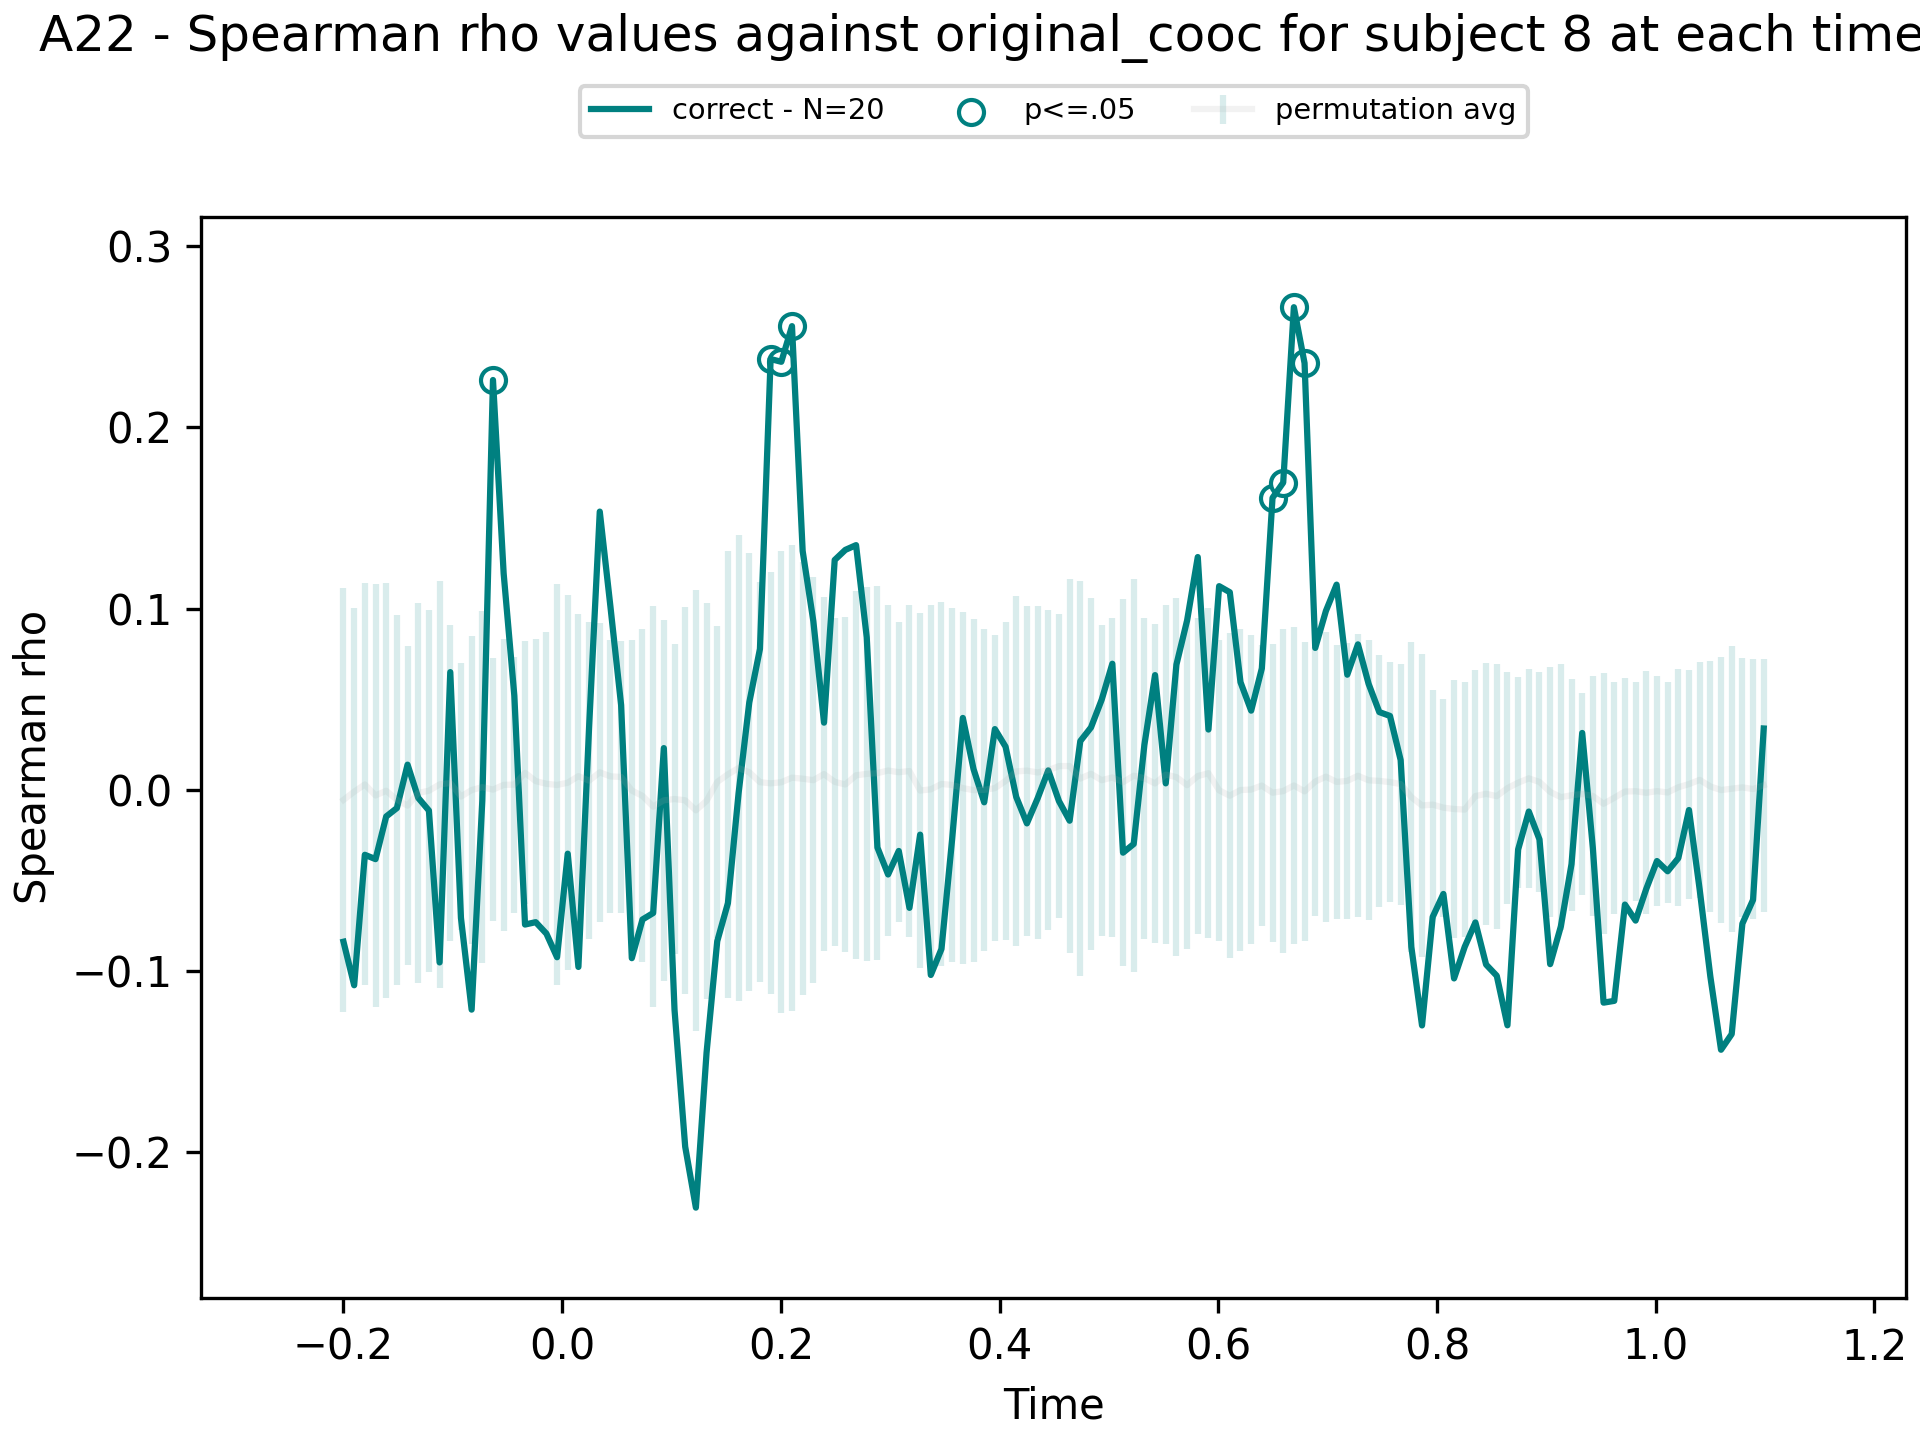 A22 - Spearman rho values against original_cooc for subject 8 at each time
correct - N=20
p<=.05
permutation avg
0.3
0.2
0.1
0.0
−0.1
−0.2
Spearman rho
−0.2
0.0
0.2
0.4
0.6
0.8
1.0
1.2
Time